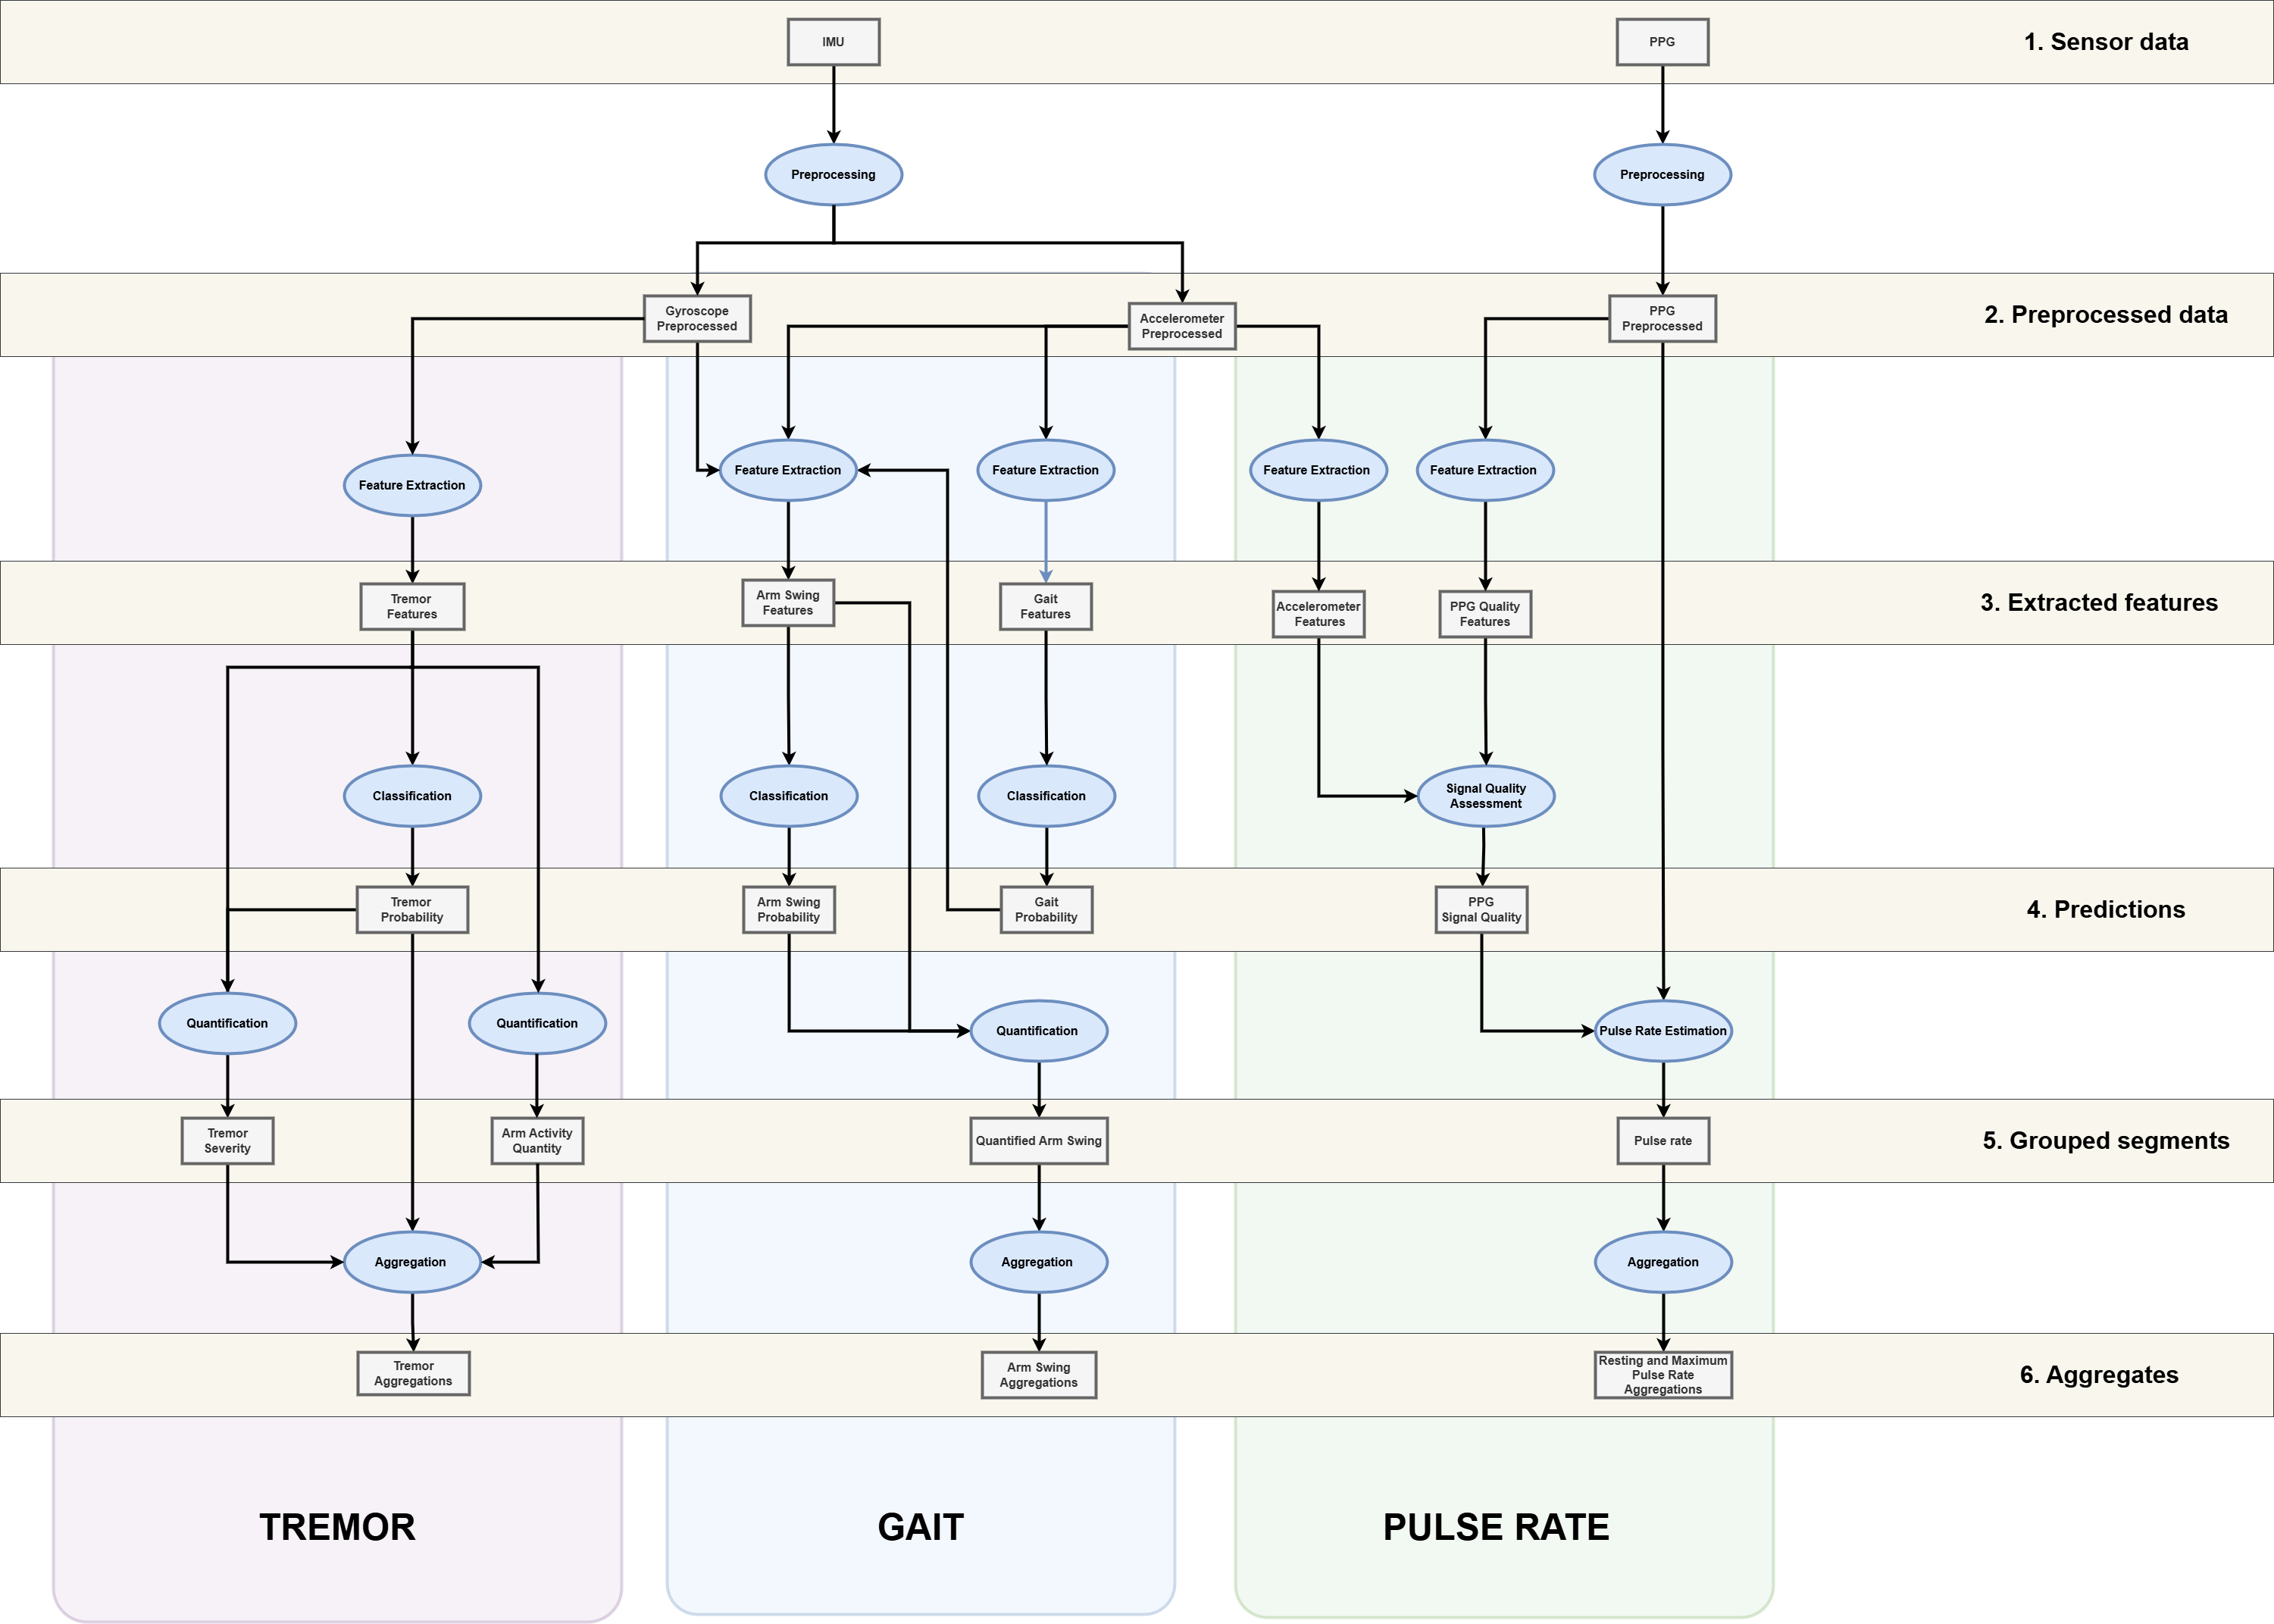 IMU
PPG
1. Sensor data
Preprocessing
Preprocessing
Gyroscope
Preprocessed
Accelerometer
Preprocessed
PPG
Preprocessed
2. Preprocessed data
Feature Extraction
Feature Extraction
Feature Extraction
Feature Extraction
Feature Extraction
Tremor
Features
Arm Swing
Features
Gait
Features
Accelerometer
Features
PPG Quality
Features
3. Extracted features
Classification
Classification
Classification
Signal Quality
Assessment
Tremor
Probability
Arm Swing
Probability
Gait
Probability
PPG
Signal Quality
4. Predictions
Quantification
Quantification
Quantification
Pulse Rate Estimation
Tremor
Severity
Arm Activity
Quantity
Quantified Arm Swing
Pulse rate
5. Grouped segments
Aggregation
Aggregation
Aggregation
Tremor
Aggregations
Arm Swing
Aggregations
Resting and Maximum
Pulse Rate
Aggregations
6. Aggregates
TREMOR
GAIT
PULSE RATE